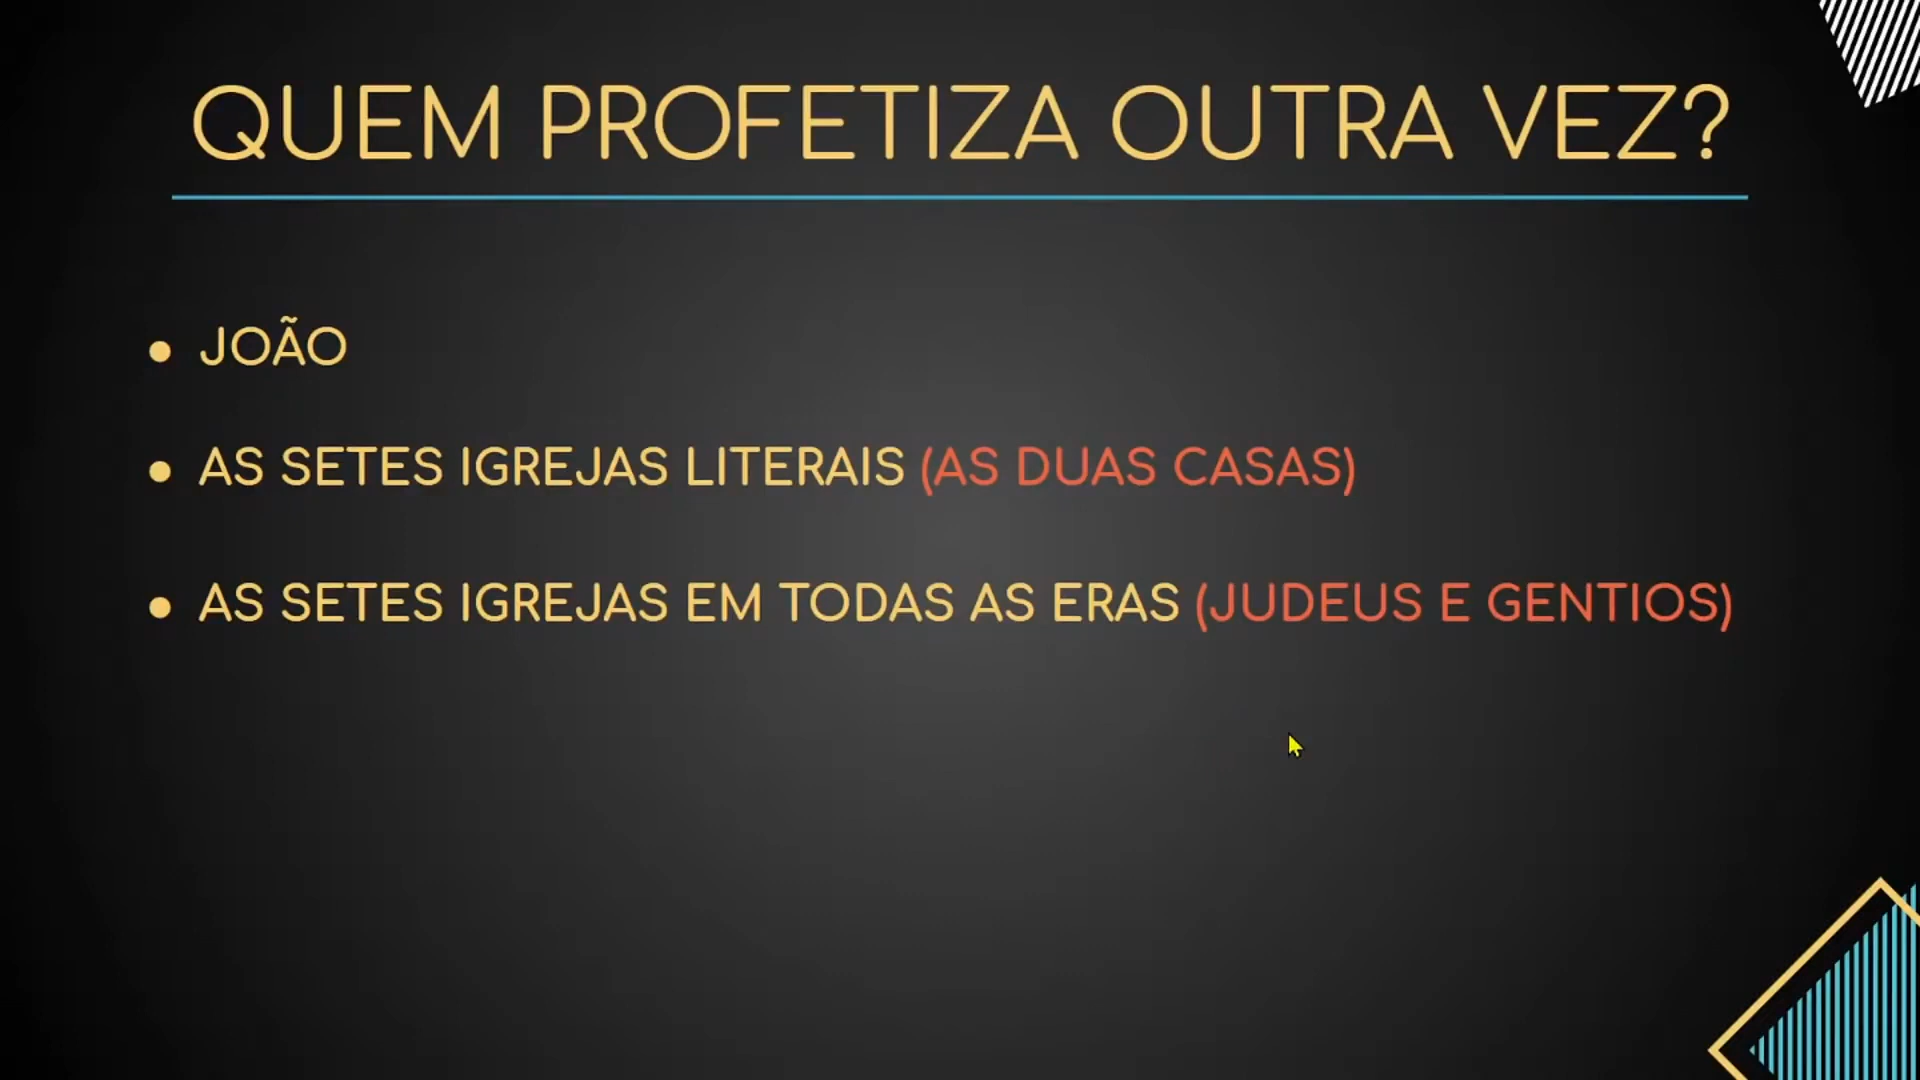 QUEM PROFETIZA OUTRA VEZ?
• JOÃO
• AS SETES IGREJAS LITERAIS (AS DUAS CASAS)
• AS SETES IGREJAS EM TODAS AS ERAS (JUDEUS E GENTIOS)